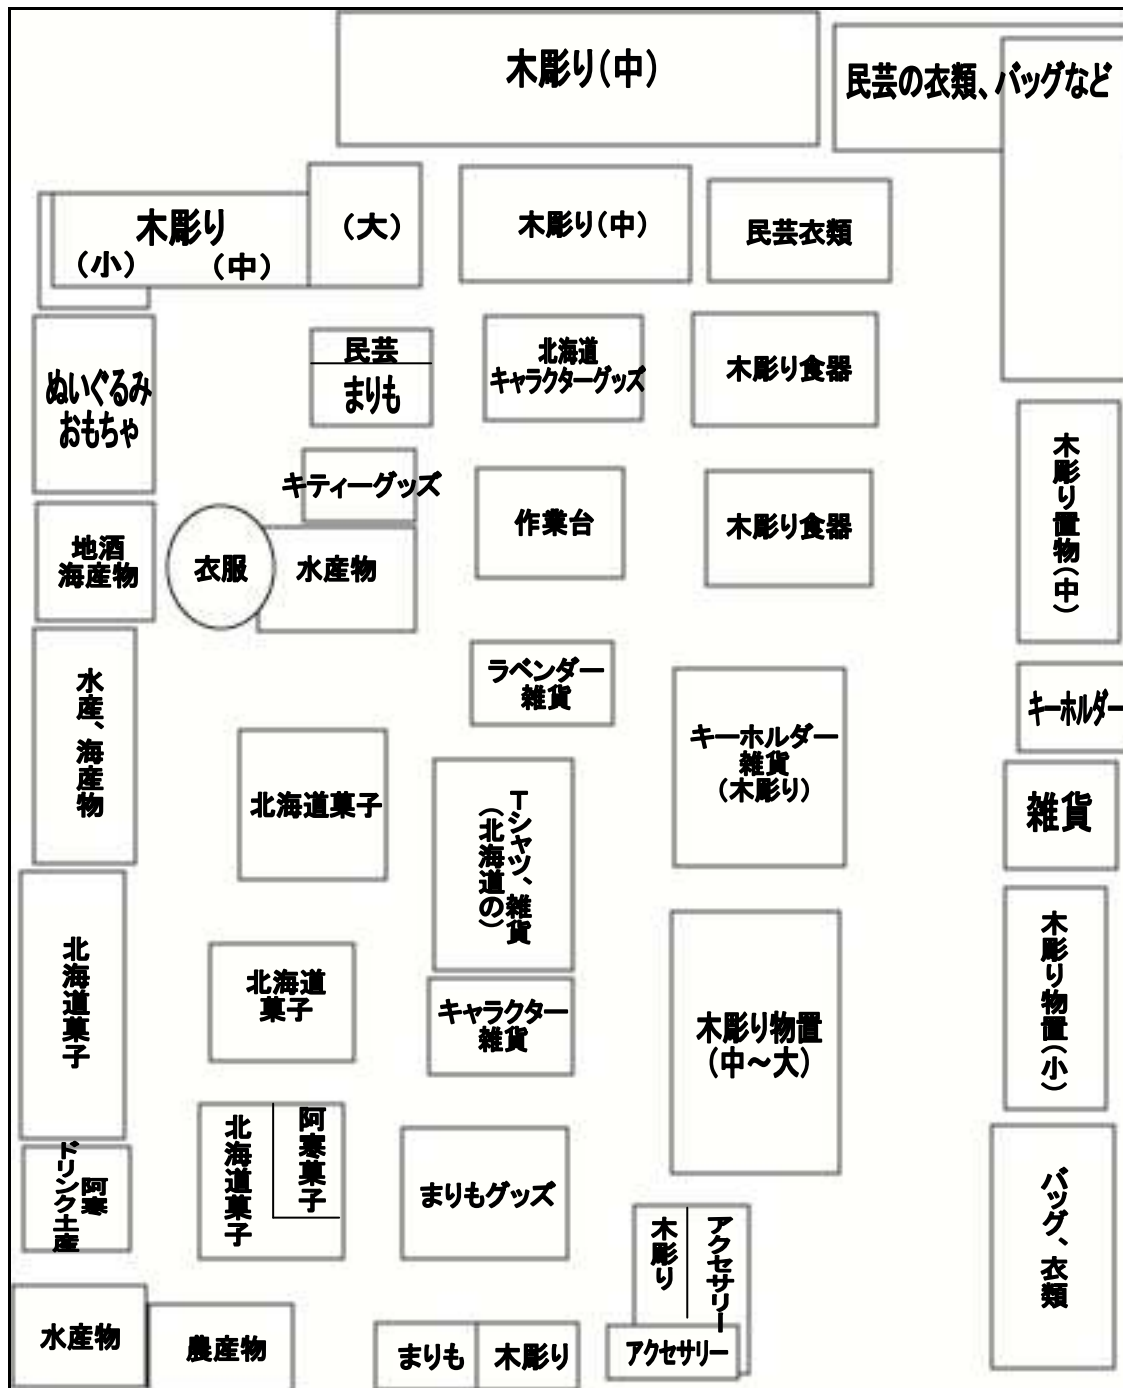 木彫り(中)
民芸の衣類、バッグなど
木彫り
(小)
(中)
(大)
木彫り(中)
民芸衣類
ぬいぐるみ
おもちゃ
民芸
まりも
北海道
キャラクターグッズ
木彫り食器
木彫り置物(中)
キティーグッズ
作業台
木彫り食器
地酒
海産物
衣服
水産物
水産、海産物
ラベンダー
雑貨
キーホルダー
雑貨
(木彫り)
キーホルダー
北海道菓子
Tシャツ、雑貨
(北海道の)
雑貨
北海道菓子
北海道
菓子
キャラクター
雑貨
木彫り物置
(中～大)
木彫り物置(小)
阿寒
ドリンク土産
北海道菓子
阿寒菓子
まりもグッズ
木彫り
アクセサリー
バッグ、衣類
水産物
農産物
まりも
木彫り
アクセサリー